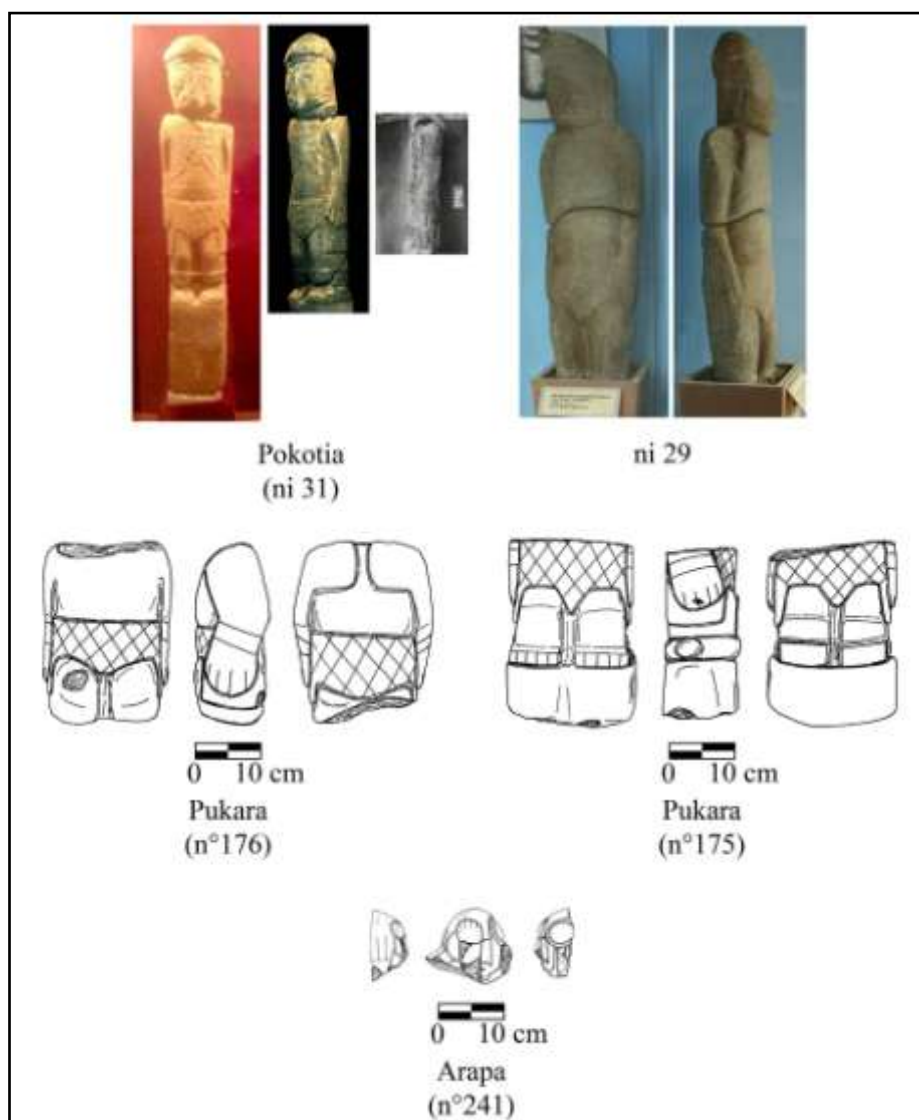 Pokotia
(ni 31)
ni 29
0 10 cm
Pukara
(n°176)
0 10 cm
Pukara
(n°175)
0 10 cm
Arapa
(n°241)